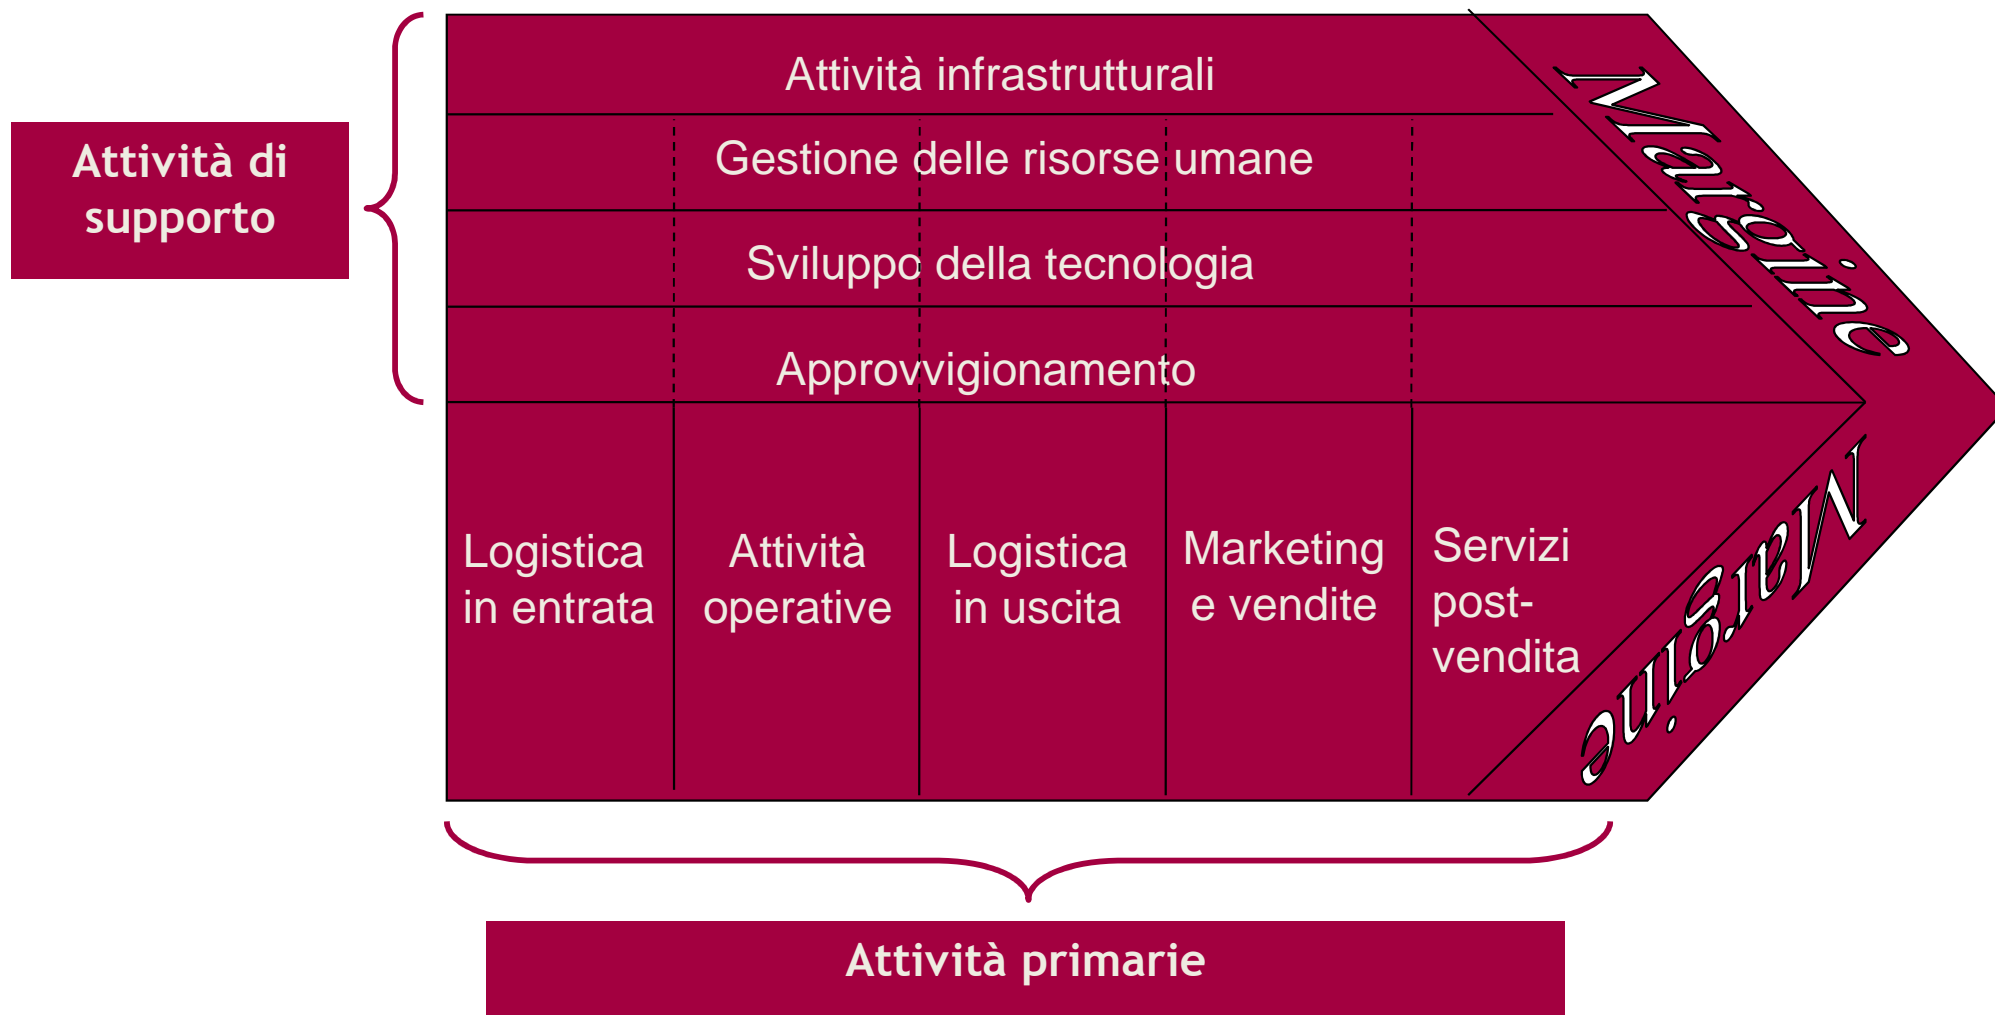 Attività infrastrutturali
Attività di
supporto
Gestione delle risorse umane
Sviluppo della tecnologia
Approvvigionamento
Margine
Logistica
in entrata
Attività
operative
Logistica
in uscita
Marketing
e vendite
Servizi
post-
vendita
Margine
Attività primarie